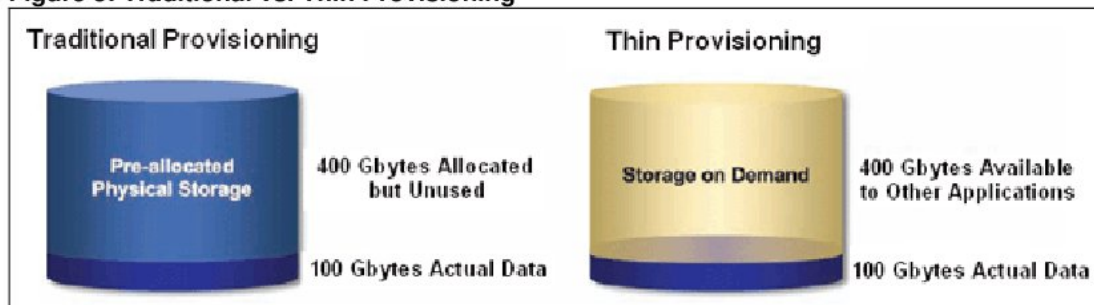 Traditional Provisioning
Pre-allocated
Physical Storage
400 Gbytes Allocated
but Unused
100 Gbytes Actual Data
Thin Provisioning
Storage on Demand
400 Gbytes Available
to Other Applications
100 Gbytes Actual Data